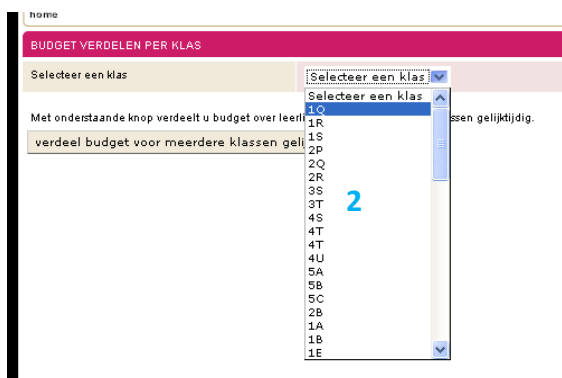 home
BUDGET VERDELEN PER KLAS
Selecteer een klas
Selecteer een klas
Selecteer een klas
1Q
1R
1S
2P
2Q
2R
3S
3T
4S
4T
4T
4U
5A
5B
5C
2B
1A
1B
1E
2
Met onderstaande knop verdeelt u budget over ssen gelijktijdig.
verdeel budget voor meerdere klassen